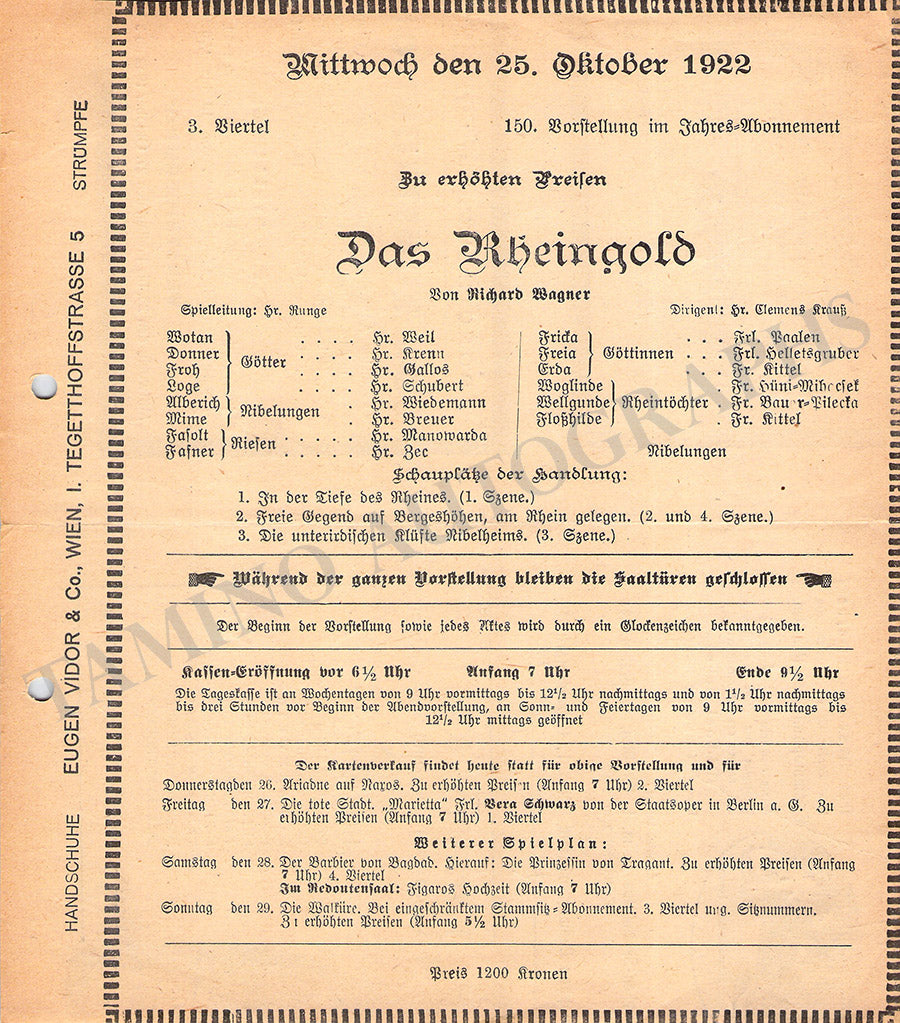 Mittwoch den 25. Oktober 1922
3. Viertel 150. Vorstellung im Jahres-Abonnement
Zu erhöhten Preisen
Das Rheingold
Von Richard Wagner
Spielleitung: Hr. Runge Dirigent: Hr. Clemens Krauß
Wotan . . . . Hr. Weil
Donner . . . . Hr. Krenn
Götter
Froh . . . . Hr. Gallos
Loge . . . . Hr. Schubert
Alberich . Hr. Wiedemann
Nibelungen
Mime . Hr. Breuer
Fasolt . . . . . Hr. Manowarda
Riesen
Fafner . . . . . Hr. Zec
Fricka . . . Frl. Paalen
Freia Göttinnen . . . Frl. Helletsgruber
Erda . . Fr. Kittel
Woglinde . Fr. Hüni-Mihacsek
Wellgunde Rheintöchter . Fr. Bau r-Pilecka
Floßhilde . Fr. Kittel
Nibelungen
Schauplätze der Handlung:
1. In der Tiefe des Rheines. (1. Szene.)
2. Freie Gegend auf Bergeshöhen, am Rhein gelegen. (2. und 4. Szene.)
3. Die unterirdischen Klüfte Nibelheims. (3. Szene.)
Während der ganzen Vorstellung bleiben die Saaltüren geschlossen
Der Beginn der Vorstellung sowie jedes Aktes wird durch ein Glockenzeichen bekanntgegeben.
Kassen-Eröffnung vor 6½ Uhr Anfang 7 Uhr Ende 9½ Uhr
Die Tageskasse ist an Wochentagen von 9 Uhr vormittags bis 12½ Uhr nachmittags und von 1½ Uhr nachmittags
bis drei Stunden vor Beginn der Abendvorstellung, an Sonn- und Feiertagen von 9 Uhr vormittags bis
12½ Uhr mittags geöffnet
Der Kartenverkauf findet heute statt für obige Vorstellung und für
Donnerstag den 26. Ariadne auf Naxos. Zu erhöhten Preisen (Anfang 7 Uhr) 2. Viertel
Freitag den 27. Die tote Stadt. „Marietta" Frl. Vera Schwarz von der Staatsoper in Berlin a. G. Zu
erhöhten Preisen (Anfang 7 Uhr) 1. Viertel
Weiterer Spielplan:
Samstag den 28. Der Barbier von Bagdad. Hierauf: Die Prinzessin von Tragant. Zu erhöhten Preisen (Anfang
7 Uhr) 4. Viertel
Im Redoutensaal: Figaros Hochzeit (Anfang 7 Uhr)
Sonntag den 29. Die Walküre. Bei eingeschränktem Stammsitz-Abonnement. 3. Viertel ung. Sitznummern.
Zu erhöhten Preisen (Anfang 5½ Uhr)
Preis 1200 Kronen
HANDSCHUHE EUGEN VIDOR & Co., WIEN, I. TEGETTHOFFSTRASSE 5 STRÜMPFE
TAMINO AUTOGRAPHS